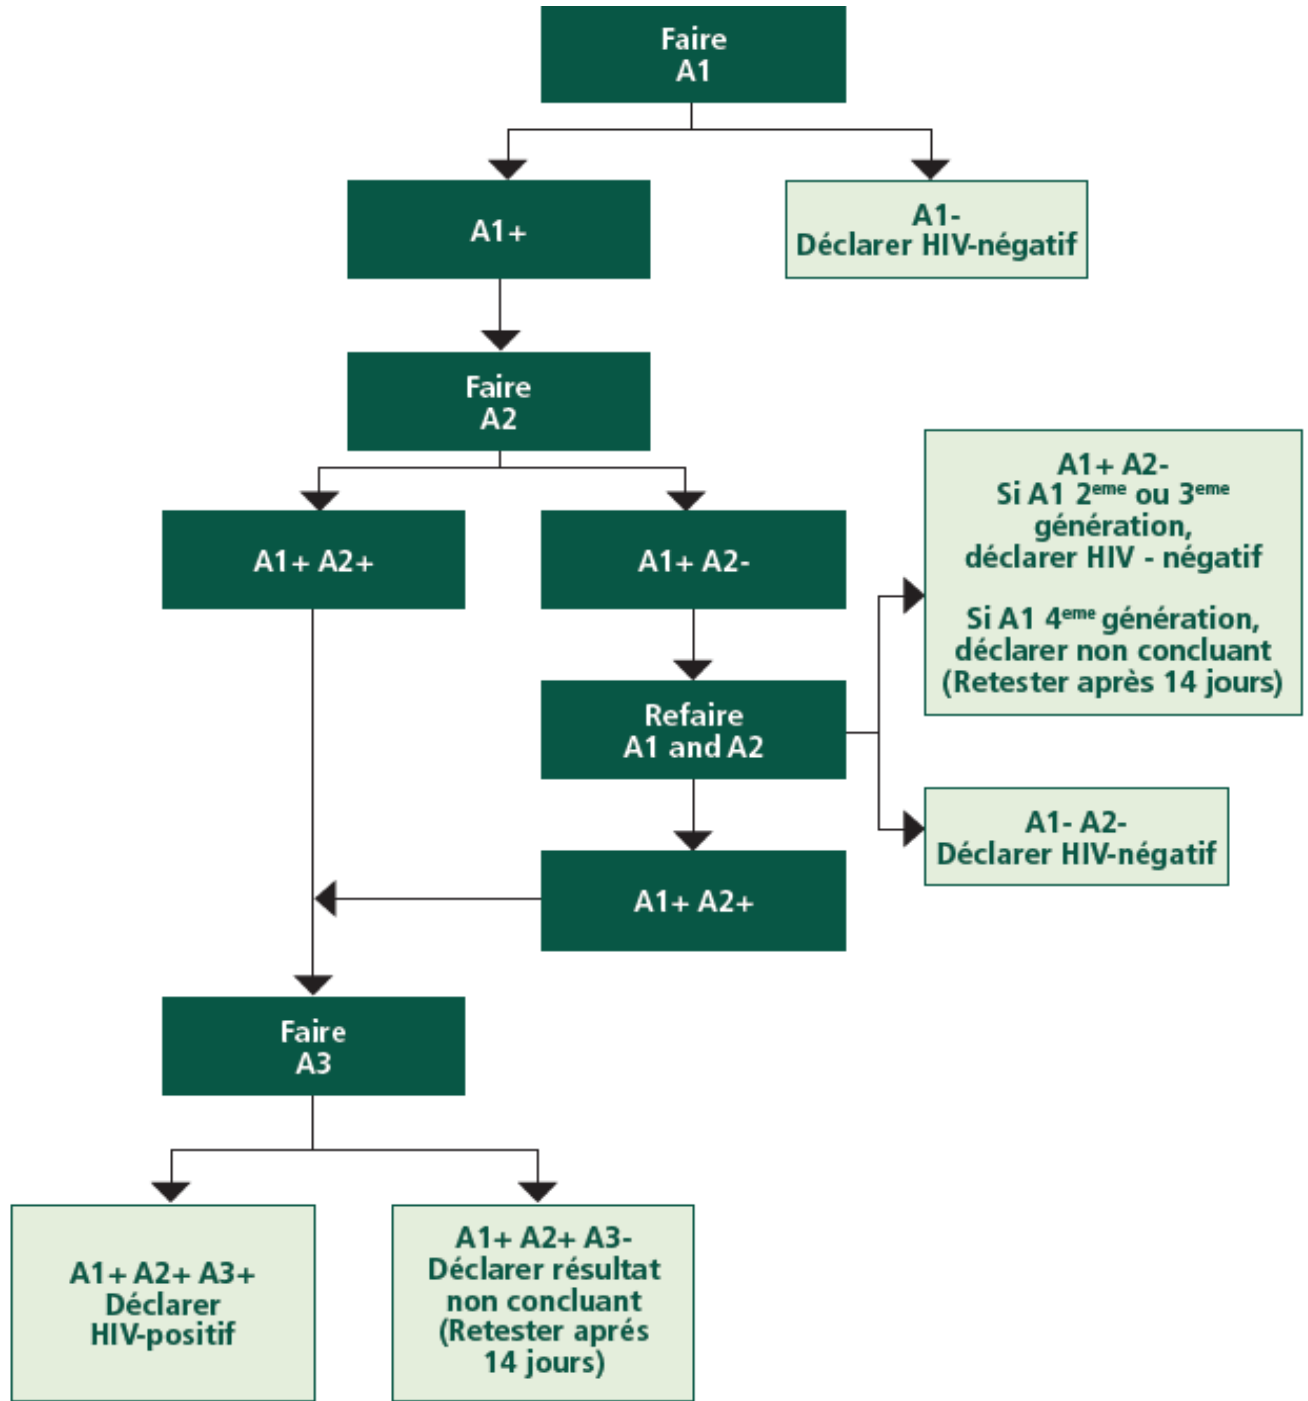 Faire
A1
A1+
A1-
Déclarer HIV-négatif
Faire
A2
A1+ A2+
A1+ A2-
A1+ A2-
Si A1 2eme ou 3eme
génération,
déclarer HIV - négatif
Si A1 4eme génération,
déclarer non concluant
(Retester après 14 jours)
Refaire
A1 and A2
A1- A2-
Déclarer HIV-négatif
A1+ A2+
Faire
A3
A1+ A2+ A3+
Déclarer
HIV-positif
A1+ A2+ A3-
Déclarer résultat
non concluant
(Retester aprés
14 jours)